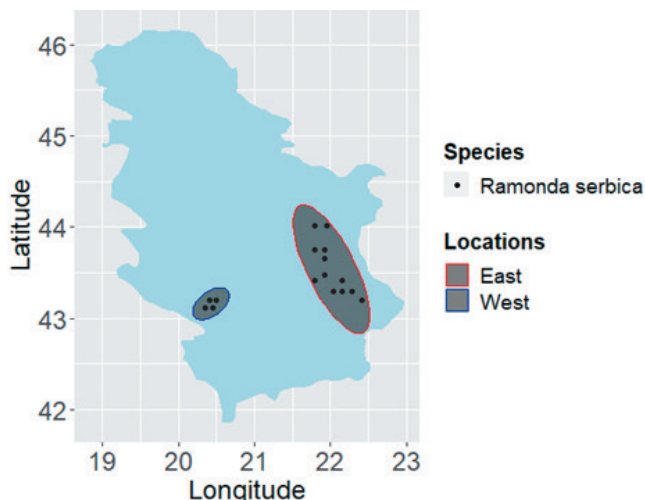 46
45
44
43
42
Latitude
19 20 21 22 23
Longitude
Species
Ramonda serbica
Locations
East
West